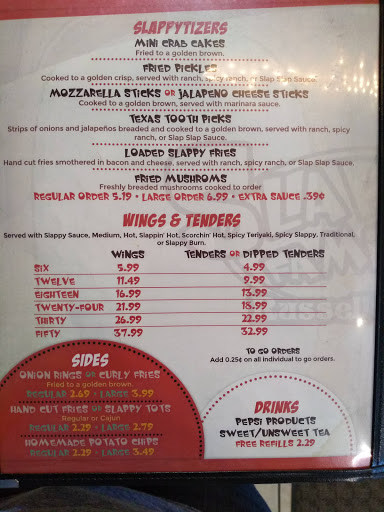 SLAPPYTIZERS
MINI CRAB CAKES
Fried to a golden brown.
FRIED PICKLES
Cooked to a golden crisp, served with ranch, spicy ranch, or Slap Slap Sauce.
MOZZARELLA STICKS OR JALAPENO CHEESE STICKS
Cooked to a golden brown, served with marinara sauce.
TEXAS TOOTH PICKS
Strips of onions and jalapeños breaded and cooked to a golden brown, served with ranch, spicy
ranch, or Slap Slap Sauce.
LOADED SLAPPY FRIES
Hand cut fries smothered in bacon and cheese, served with ranch, spicy ranch, or Slap Slap Sauce.
FRIED MUSHROMS
Freshly breaded mushrooms cooked to order
REGULAR ORDER 5.19 • LARGE ORDER 6.99 • EXTRA SAUCE .39¢
WINGS & TENDERS
Served with Slappy Sauce, Medium, Hot, Slappin' Hot, Scorchin' Hot, Spicy Teriyaki, Spicy Slappy, Traditional,
or Slappy Burn.
WINGS TENDERS OR DIPPED TENDERS
SIX 5.99 4.99
TWELVE 11.49 9.99
EIGHTEEN 16.99 13.99
TWENTY-FOUR 21.99 18.99
THIRTY 26.99 22.99
FIFTY 37.99 32.99
TO GO ORDERS
Add 0.25¢ on all individual to go orders.
SIDES
ONION RINGS OR CURLY FRIES
Fried to a golden brown.
REGULAR 2.69 • LARGE 3.99
HAND CUT FRIES OR SLAPPY TOTS
Regular or Cajun
REGULAR 2.29 • LARGE 2.79
HOMEMADE POTATO CHIPS
REGULAR 2.29 • LARGE 3.49
DRINKS
PEPSI PRODUCTS
SWEET/UNSWEET TEA
FREE REFILLS 2.29